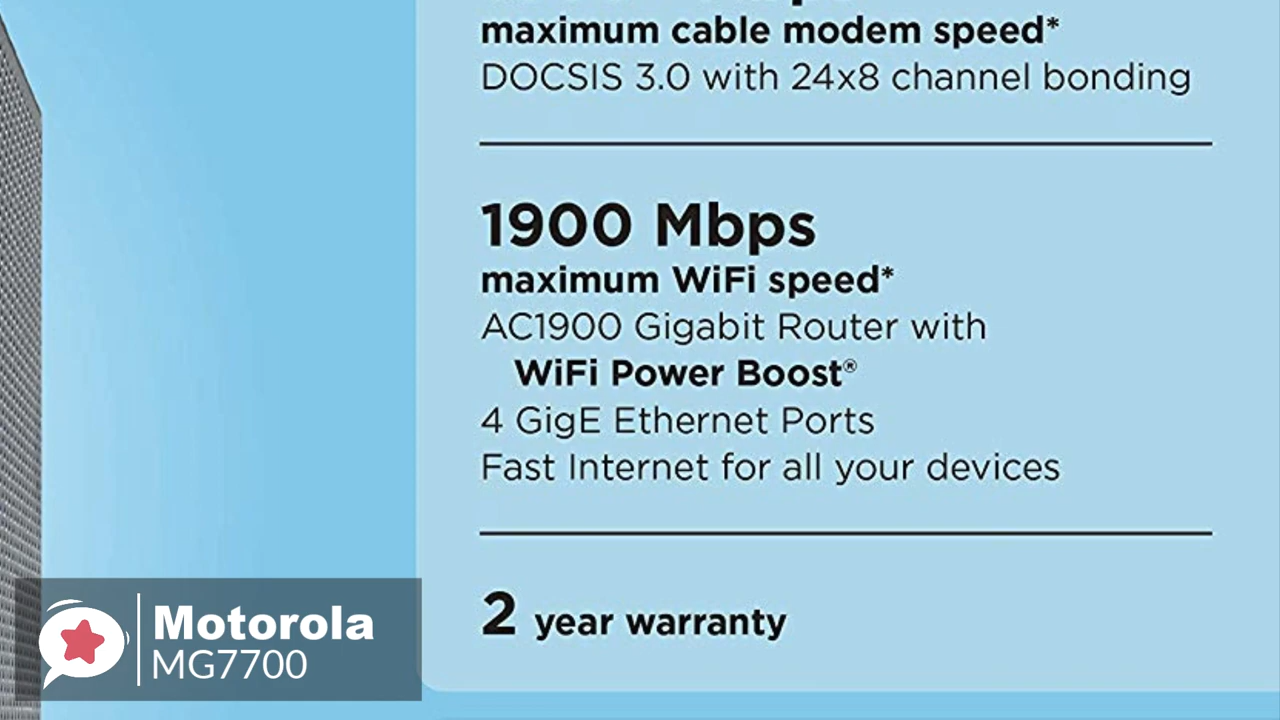 maximum cable modem speed*
DOCSIS 3.0 with 24x8 channel bonding
1900 Mbps
maximum WiFi speed*
AC1900 Gigabit Router with
WiFi Power Boost®
4 GigE Ethernet Ports
Fast Internet for all your devices
2 year warranty
Motorola
MG7700